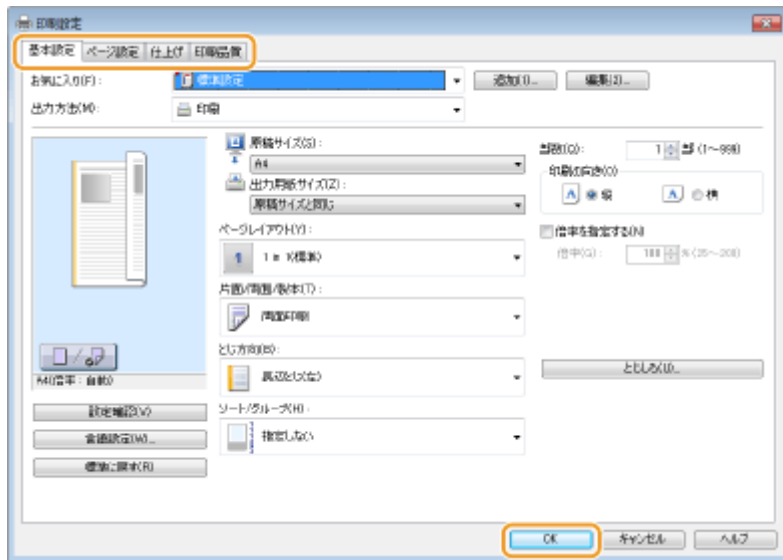 印刷設定
基本設定 ページ設定 仕上げ 印刷品質
お気に入り(F): 標準設定 追加(1)... 編集(2)...
出力方法(M): 印刷
原稿サイズ(S):
A4
出力用紙サイズ(Z):
原稿サイズと同じ
ページレイアウト(Y):
1 in 1(標準)
片面/両面/製本(T):
両面印刷
とじ方向(B):
長辺とじ(左)
ソート/グループ(H):
指定しない
部数(Q): 1 部 (1~999)
印刷の向き(O)
A 縦 A 横
倍率を指定する(N)
倍率(G): 100 % (25~200)
とじしろ(U)...
A4(倍率:自動)
設定確認(V)
言語設定(W)...
標準に戻す(R)
OK キャンセル ヘルプ